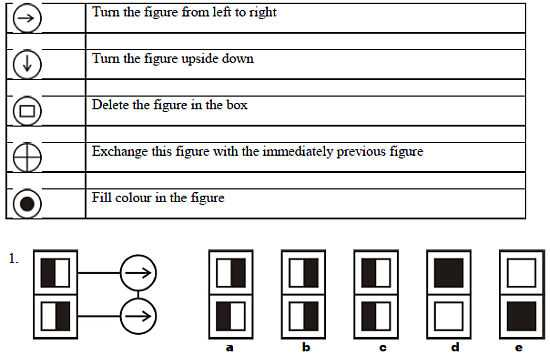 Turn the figure from left to right
Turn the figure upside down
Delete the figure in the box
Exchange this figure with the immediately previous figure
Fill colour in the figure
1.
a b c d e